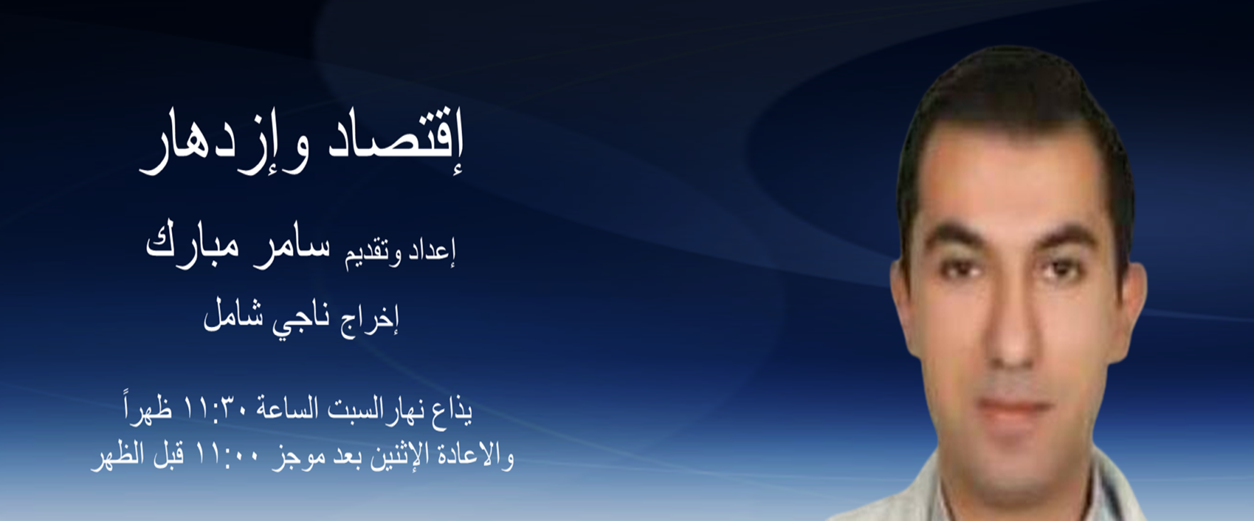 إقتصاد وإزدهار
إعداد وتقديم سامر مبارك
إخراج ناجي شامل
يذاع نهار السبت الساعة ١١:٣٠ ظهراً
والاعادة الإثنين بعد موجز ١١:٠٠ قبل الظهر